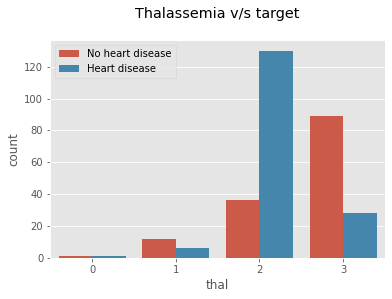 Thalassemia v/s target
No heart disease
Heart disease
120
100
80
60
40
20
0
count
0 1 2 3
thal